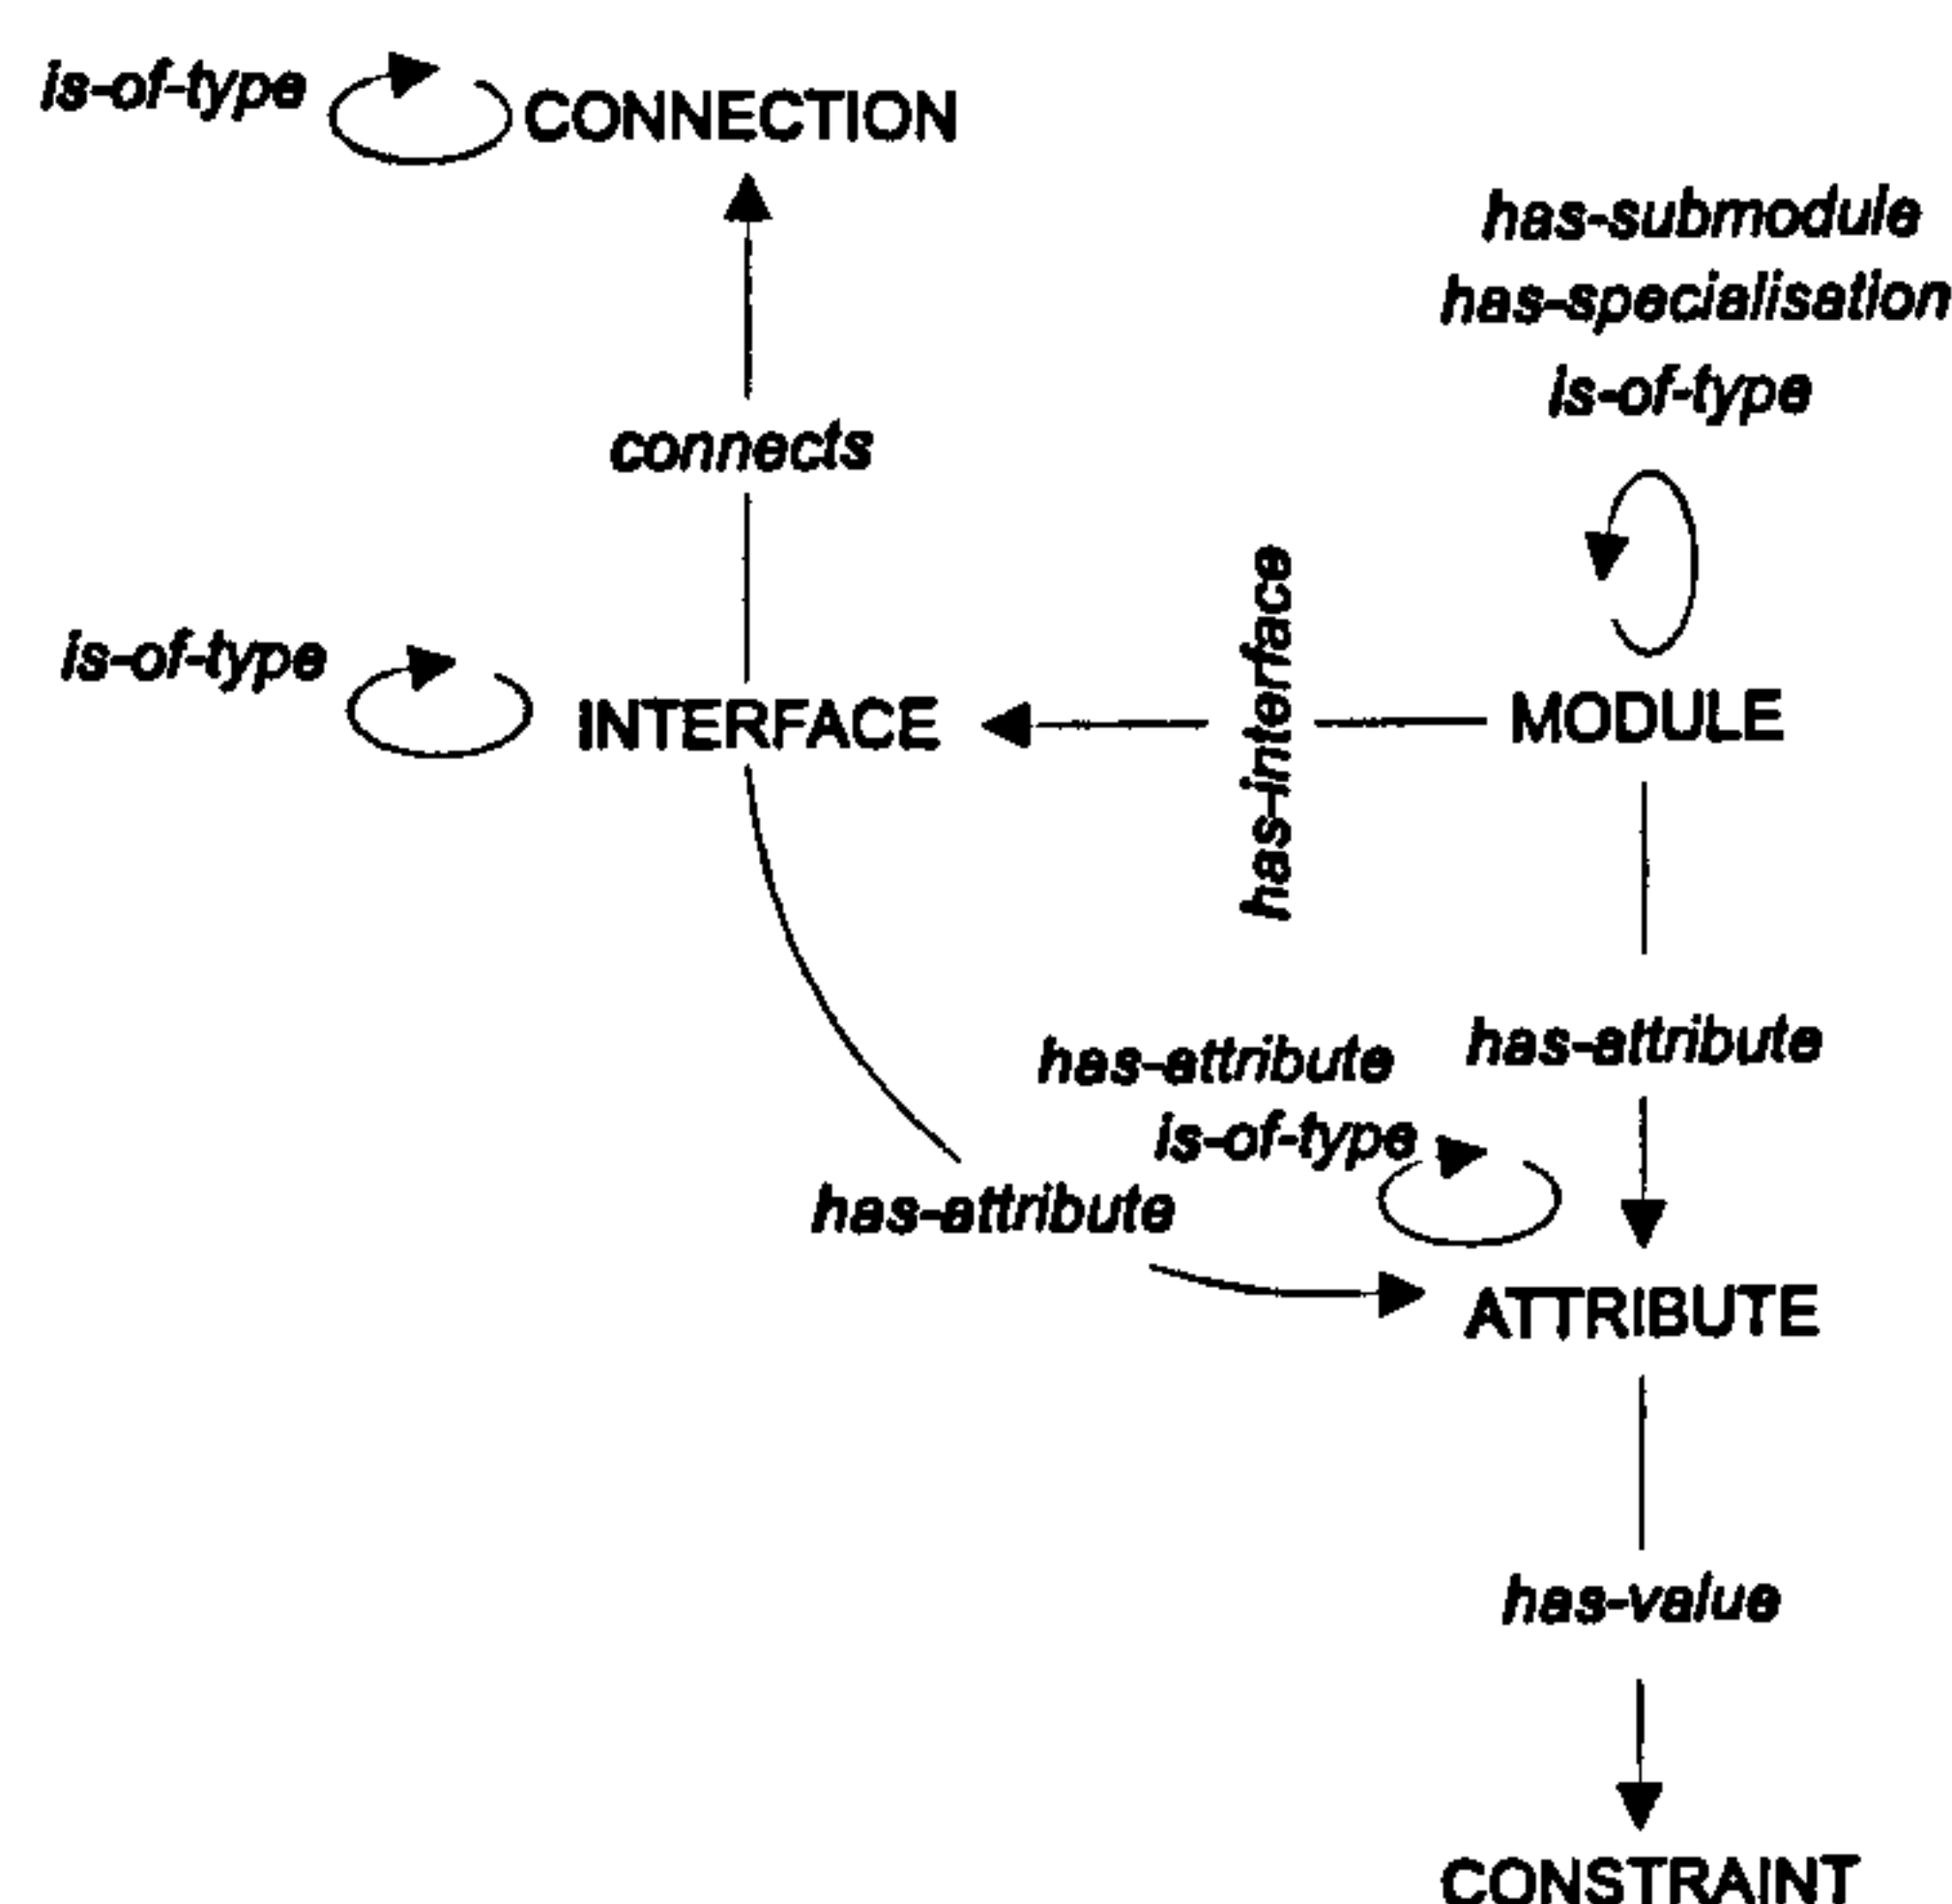 is-of-type
CONNECTION
has-submodule
has-specialisation
is-of-type
connects
has-interface
is-of-type
INTERFACE
MODULE
has-attribute
has-attribute
is-of-type
has-attribute
ATTRIBUTE
has-value
CONSTRAINT